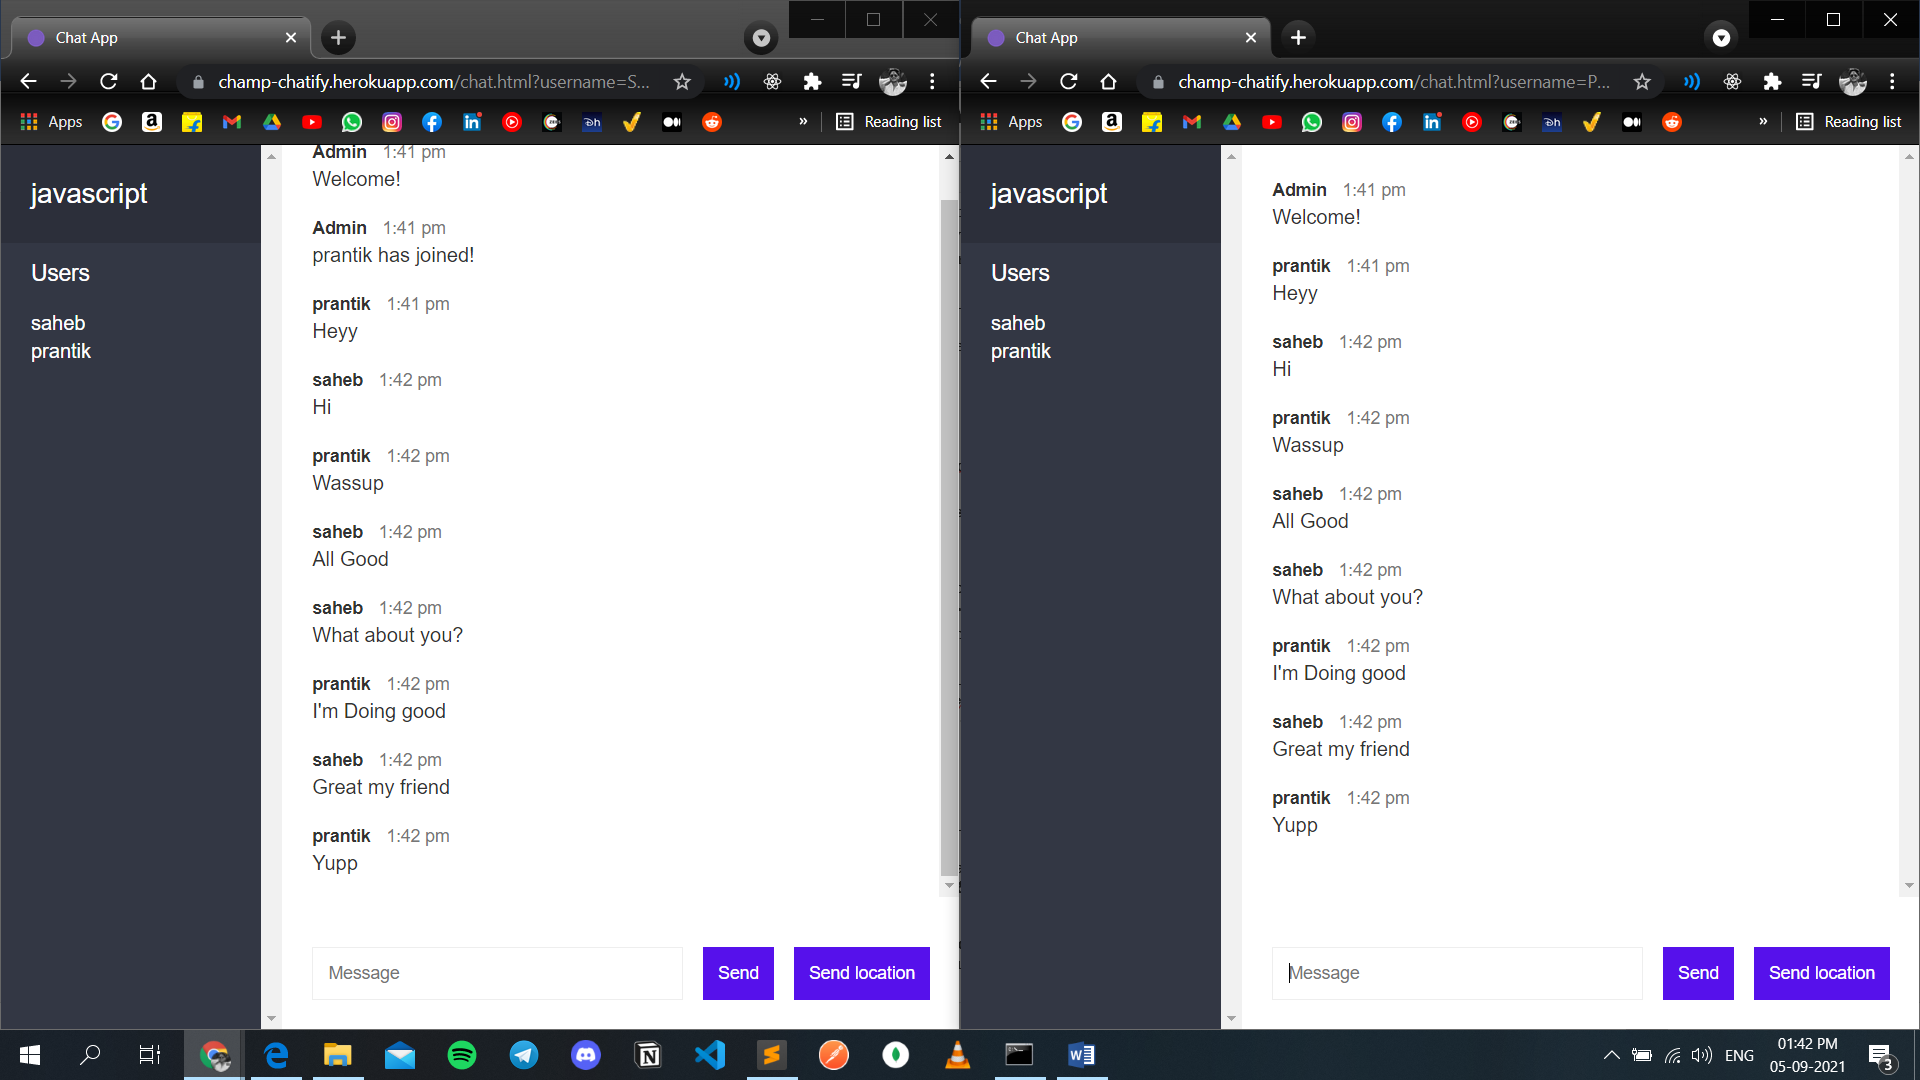 Chat App
champ-chatify.herokuapp.com/chat.html?username=S...
Apps
Reading list
javascript
Users
saheb
prantik
Admin 1:41 pm
Welcome!
Admin 1:41 pm
prantik has joined!
prantik 1:41 pm
Heyy
saheb 1:42 pm
Hi
prantik 1:42 pm
Wassup
saheb 1:42 pm
All Good
saheb 1:42 pm
What about you?
prantik 1:42 pm
I'm Doing good
saheb 1:42 pm
Great my friend
prantik 1:42 pm
Yupp
Message
Send
Send location
Chat App
champ-chatify.herokuapp.com/chat.html?username=P...
Apps
Reading list
javascript
Users
saheb
prantik
Admin 1:41 pm
Welcome!
prantik 1:41 pm
Heyy
saheb 1:42 pm
Hi
prantik 1:42 pm
Wassup
saheb 1:42 pm
All Good
saheb 1:42 pm
What about you?
prantik 1:42 pm
I'm Doing good
saheb 1:42 pm
Great my friend
prantik 1:42 pm
Yupp
Message
Send
Send location
ENG
01:42 PM
05-09-2021
3